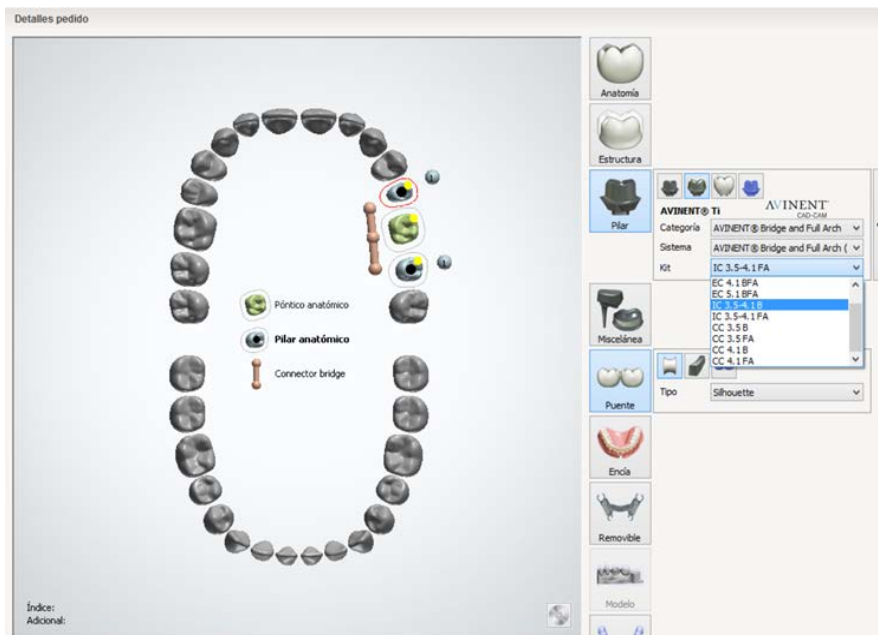 Detalles pedido
Anatomía
Estructura
Pilar
AVINENT® Ti
AVINENT
CAD-CAM
Categoría
AVINENT® Bridge and Full Arch
Sistema
AVINENT® Bridge and Full Arch (
Kit
IC 3.5-4.1 FA
EC 4.1 BFA
EC 5.1 BFA
IC 3.5-4.1 B
IC 3.5-4.1 FA
CC 3.5 B
CC 3.5 FA
CC 4.1 B
CC 4.1 FA
Póntico anatómico
Pilar anatómico
Connector bridge
Miscelánea
Puente
Tipo
Silhouette
Encía
Removible
Modelo
Índice:
Adicional: